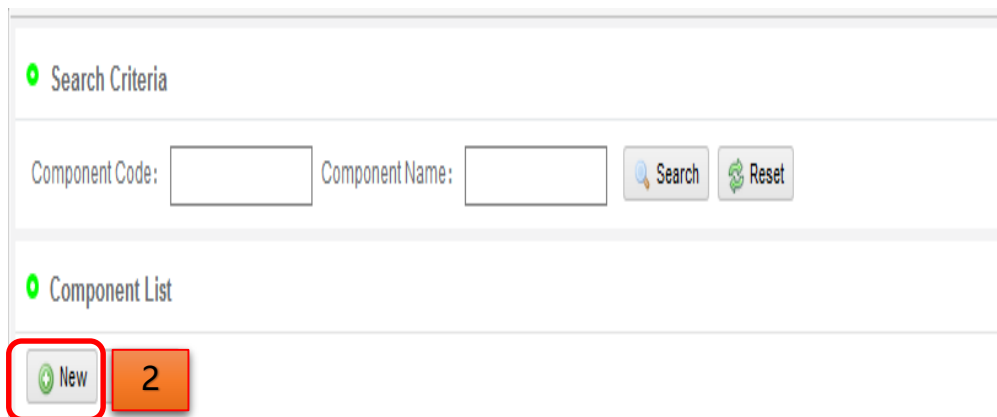 Search Criteria
Component Code: Component Name: Search Reset
Component List
New 2